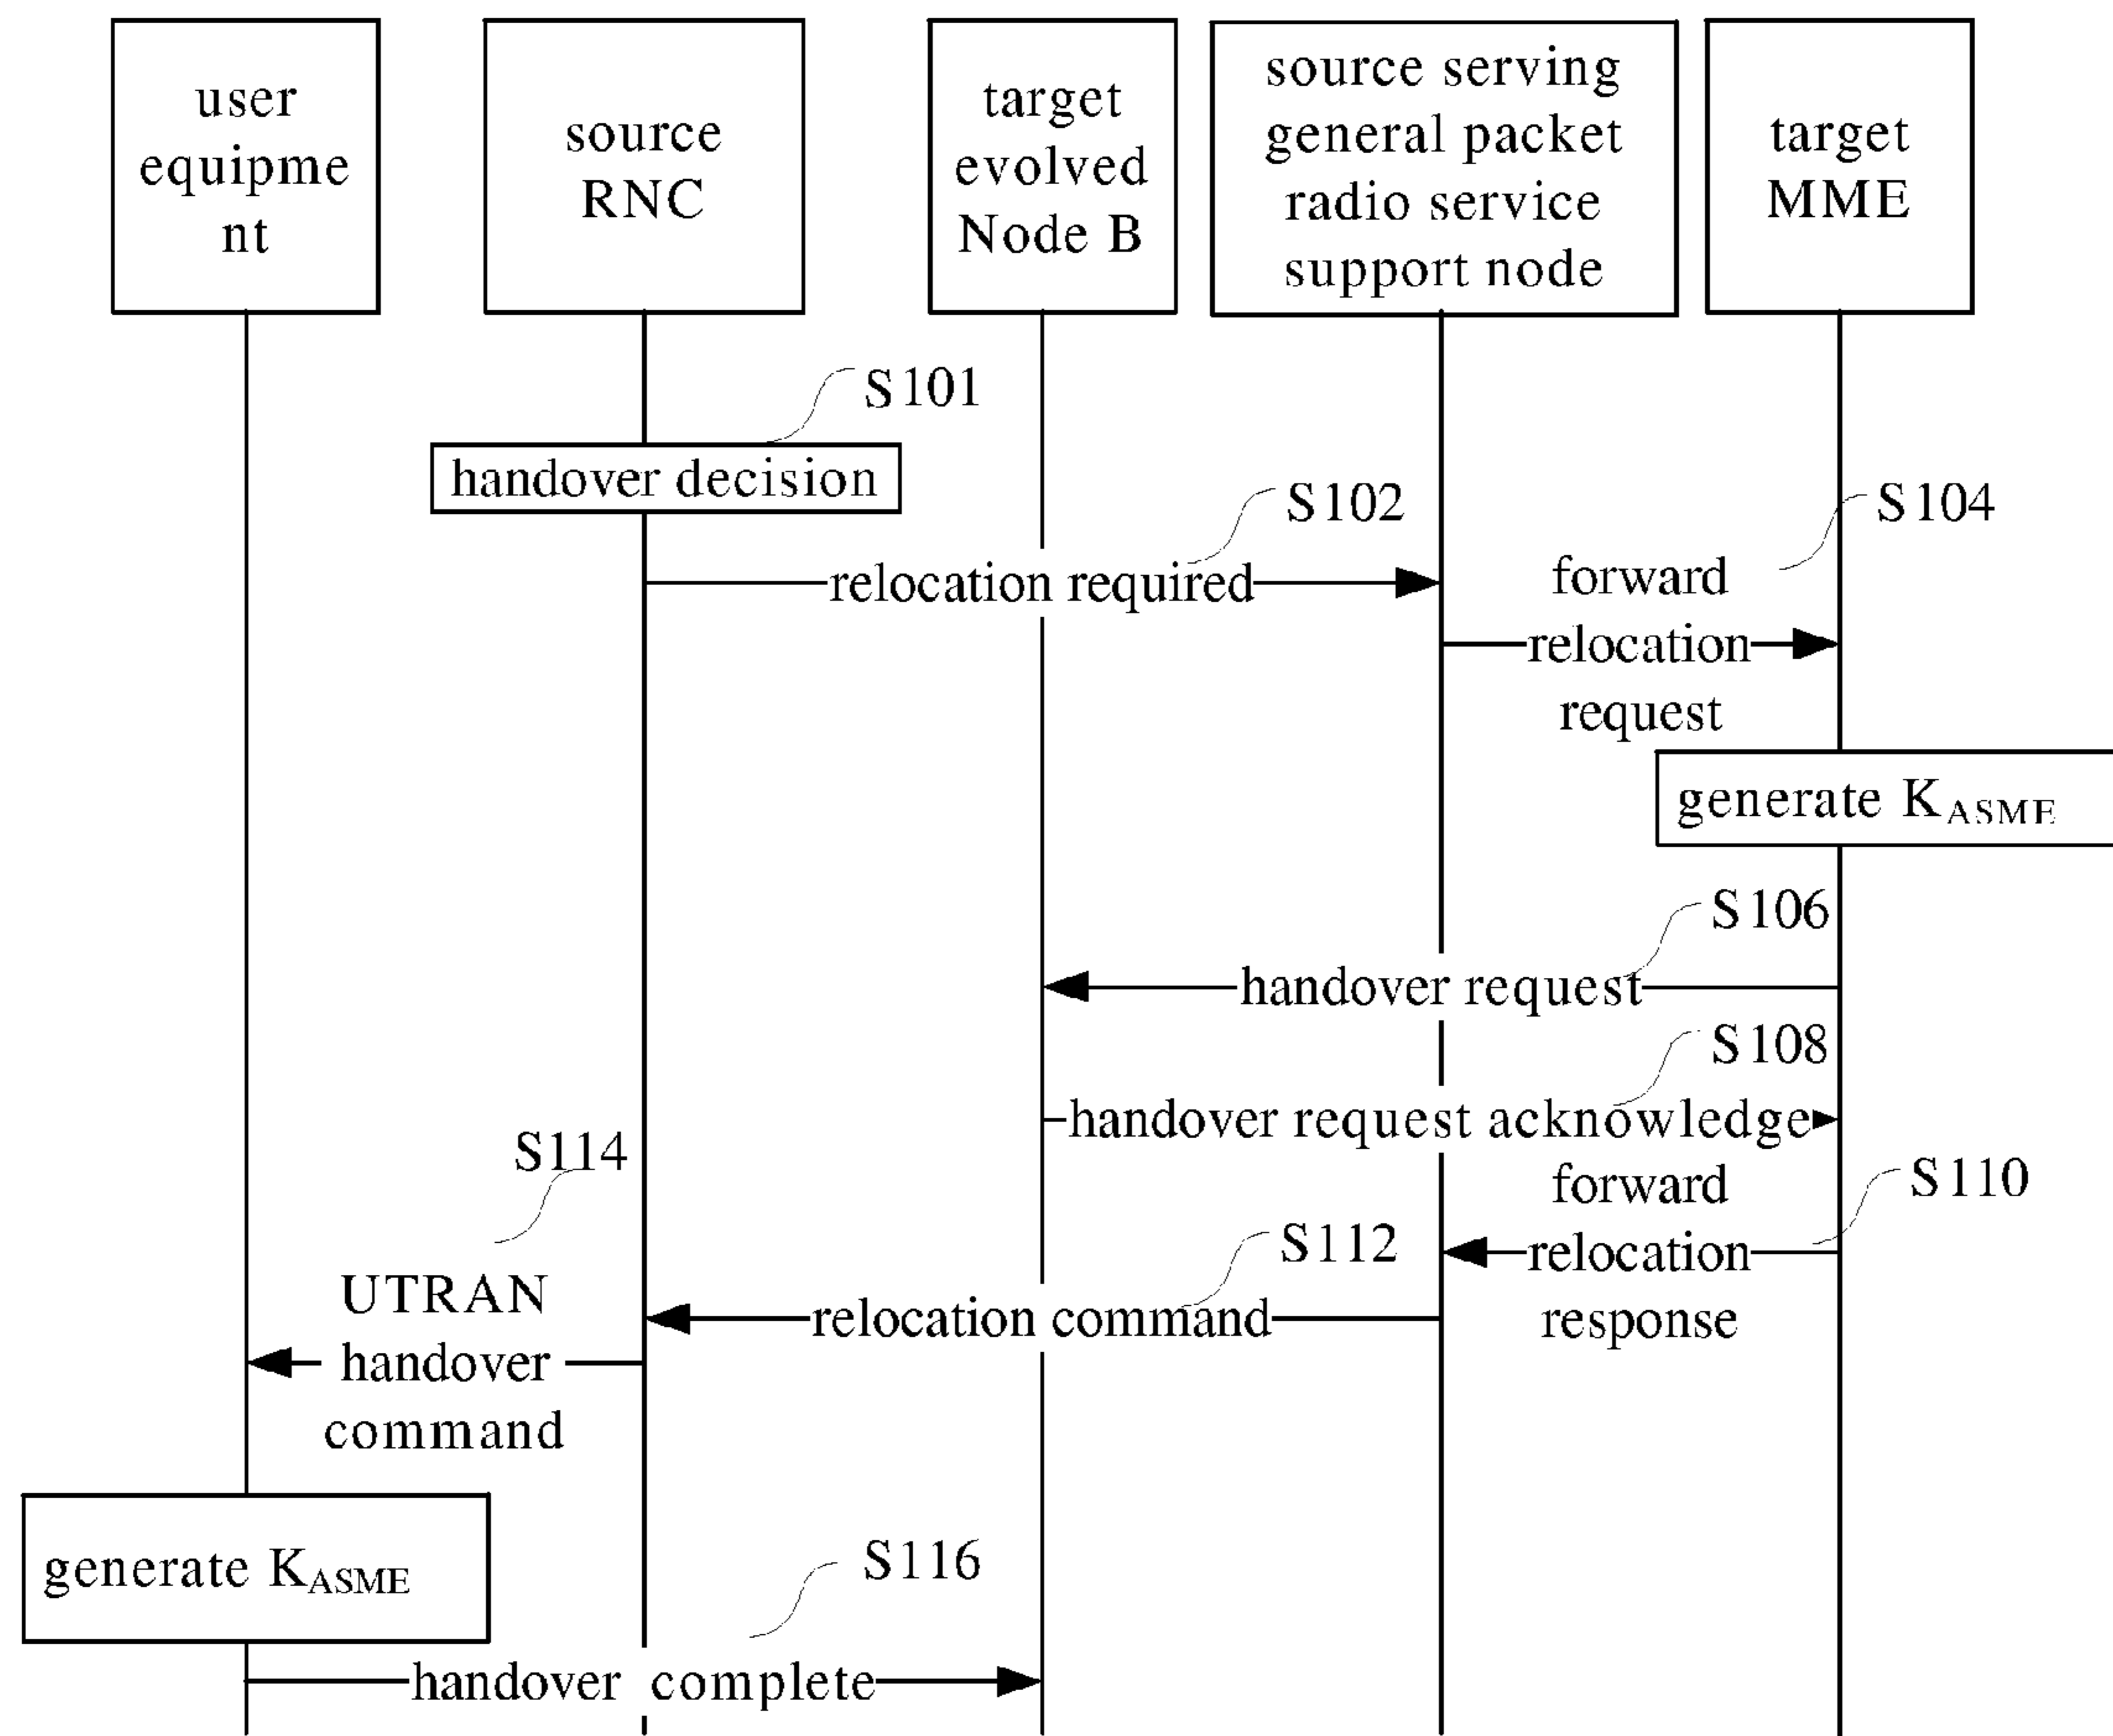 user
equipme
nt
source
RNC
target
evolved
Node B
source serving
general packet
radio service
support node
target
MME
S101
handover decision
S102
relocation required
S104
forward
relocation
request
generate KASME
S106
handover request
S108
handover request acknowledge
S110
forward
relocation
response
S112
relocation command
S114
UTRAN
handover
command
generate KASME
S116
handover complete